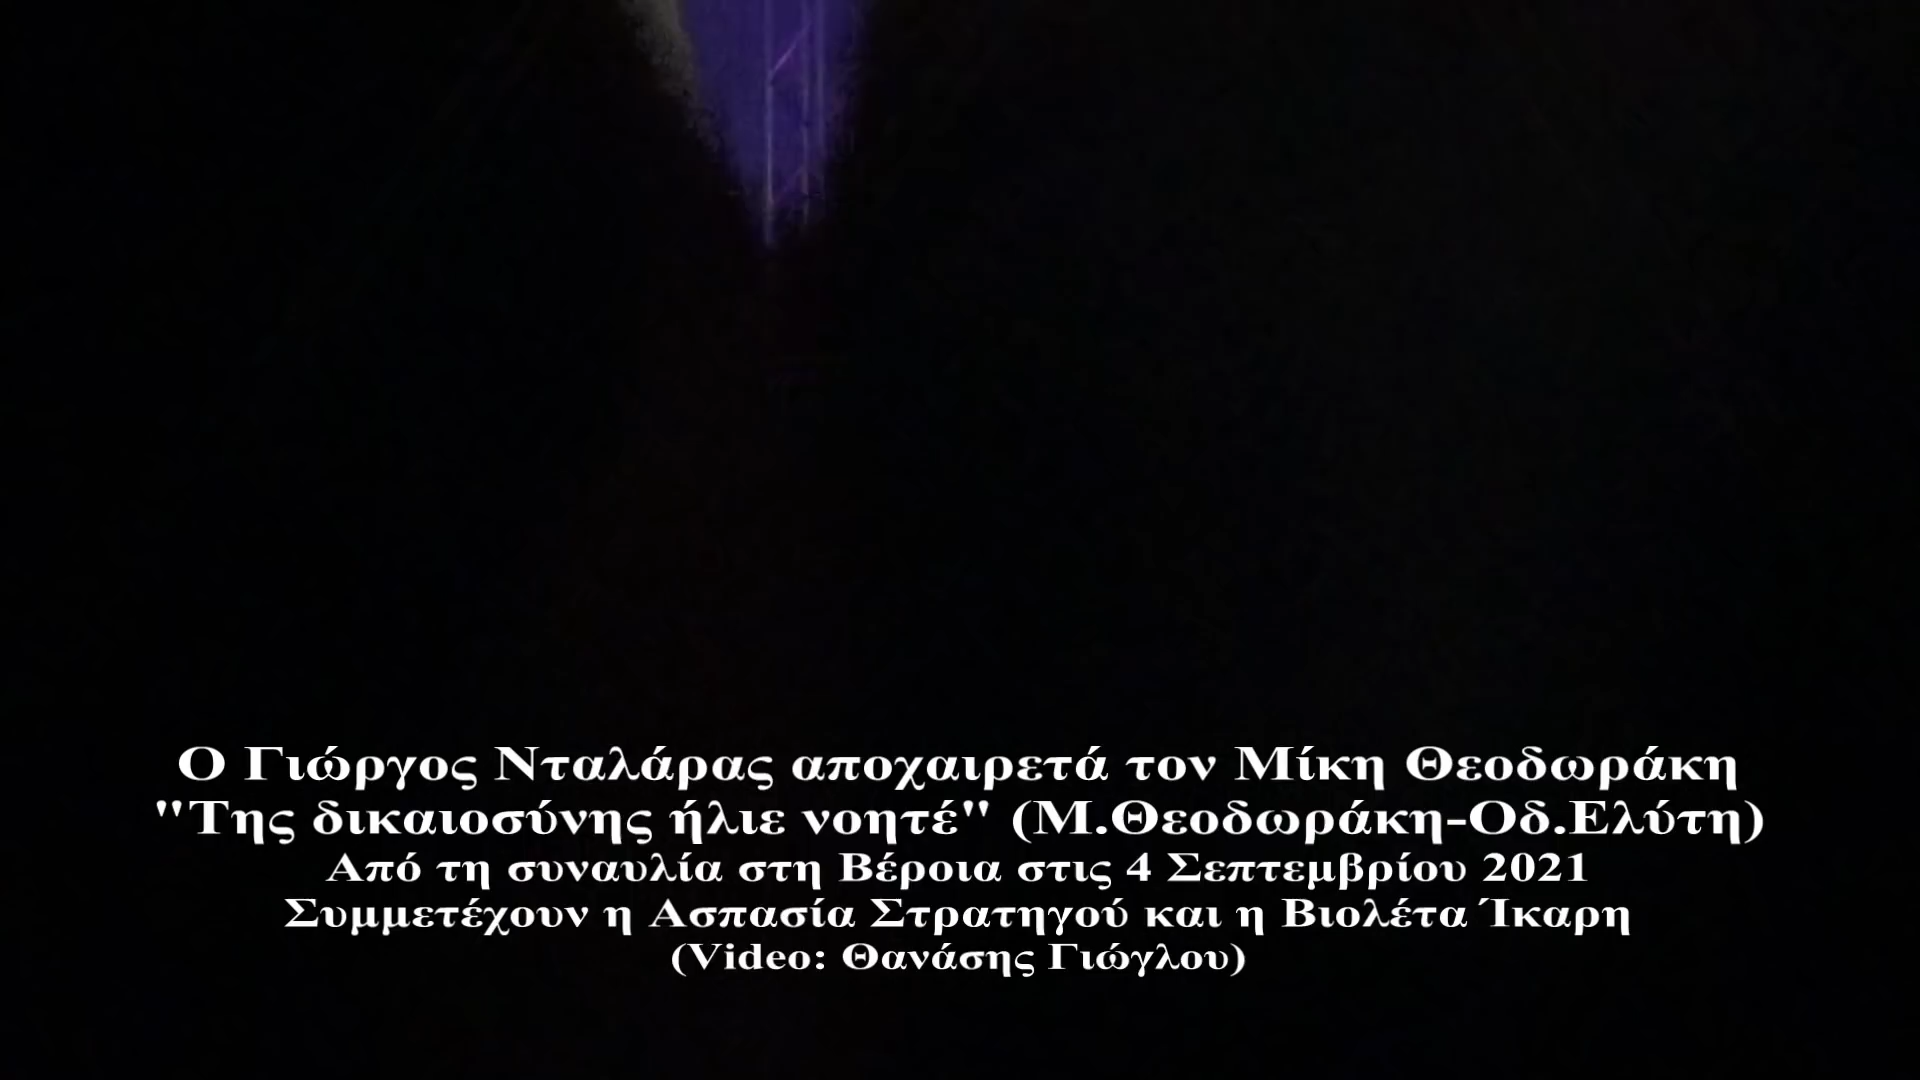 Ο Γιώργος Νταλάρας αποχαιρετά τον Μίκη Θεοδωράκη
"Της δικαιοσύνης ήλιε νοητέ" (Μ.Θεοδωράκη-Οδ.Ελύτη)
Από τη συναυλία στη Βέροια στις 4 Σεπτεμβρίου 2021
Συμμετέχουν η Ασπασία Στρατηγού και η Βιολέτα Ίκαρη
(Video: Θανάσης Γιώγλου)